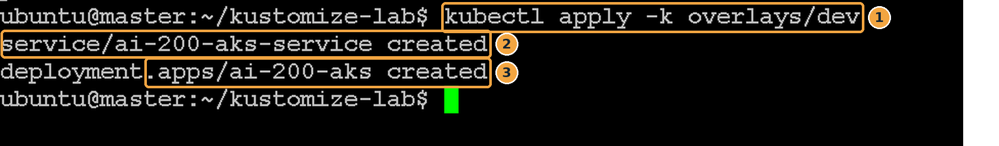 ubuntu@master:~/kustomize-lab$ kubectl apply -k overlays/dev 1
service/ai-200-aks-service created 2
deployment.apps/ai-200-aks created 3
ubuntu@master:~/kustomize-lab$